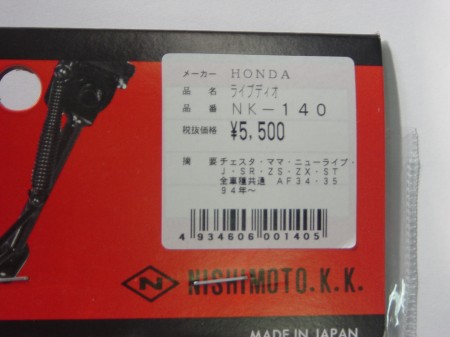 メーカー HONDA
品 名 ライブディオ
品 番 NK-140
税抜価格 ¥5,500
摘 要 チェスタ・ママ・ニューライブ・
J・SR・ZS・ZX・ST
全車種共通 AF34・35
94年~
4 934606 001405
N NISHIMOTO.K.K.
MADE IN JAPAN